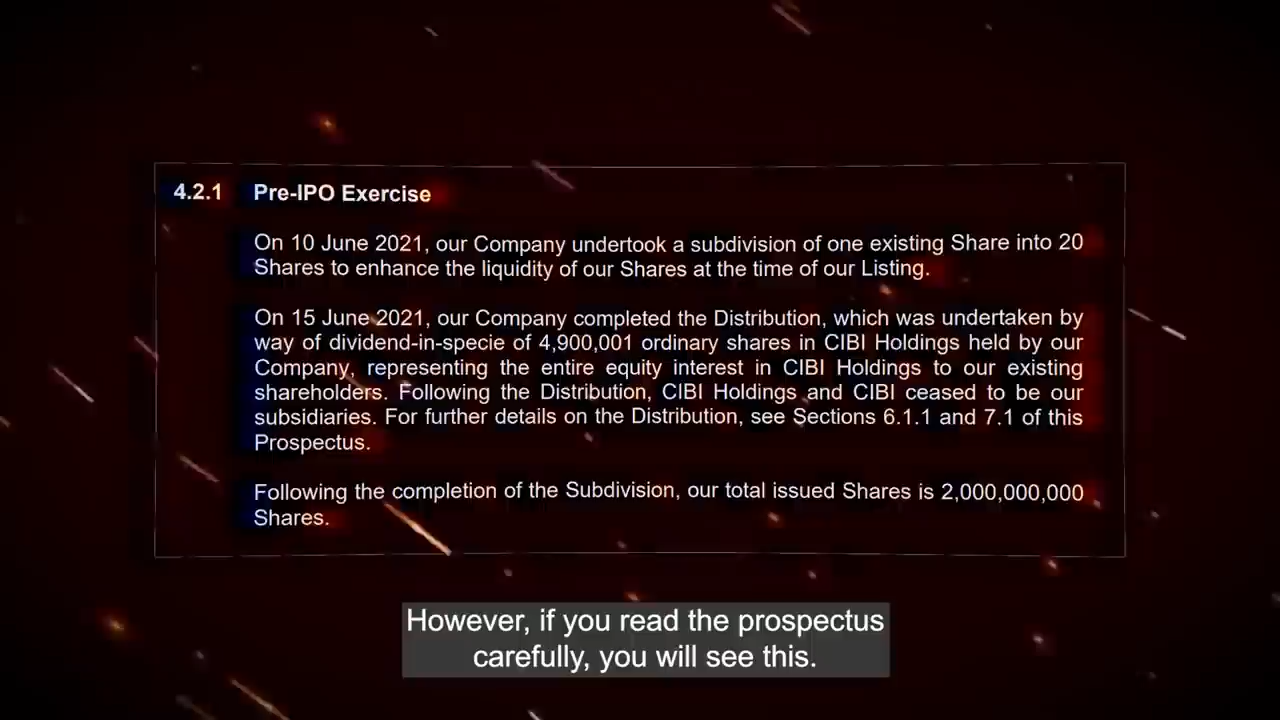 4.2.1 Pre-IPO Exercise
On 10 June 2021, our Company undertook a subdivision of one existing Share into 20
Shares to enhance the liquidity of our Shares at the time of our Listing.
On 15 June 2021, our Company completed the Distribution, which was undertaken by
way of dividend-in-specie of 4,900,001 ordinary shares in CIBI Holdings held by our
Company, representing the entire equity interest in CIBI Holdings to our existing
shareholders. Following the Distribution, CIBI Holdings and CIBI ceased to be our
subsidiaries. For further details on the Distribution, see Sections 6.1.1 and 7.1 of this
Prospectus.
Following the completion of the Subdivision, our total issued Shares is 2,000,000,000
Shares.
However, if you read the prospectus
carefully, you will see this.